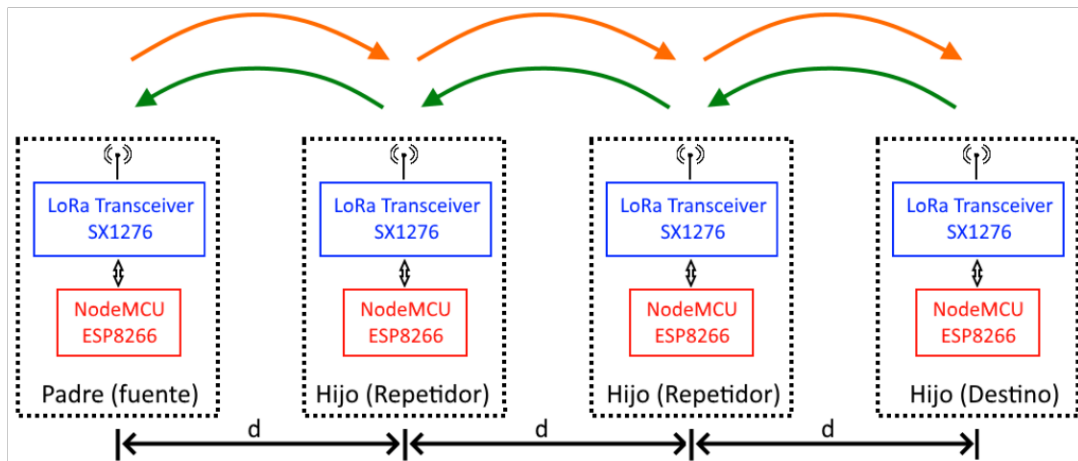 LoRa Transceiver
SX1276
NodeMCU
ESP8266
Padre (fuente)
LoRa Transceiver
SX1276
NodeMCU
ESP8266
Hijo (Repetidor)
LoRa Transceiver
SX1276
NodeMCU
ESP8266
Hijo (Repetidor)
LoRa Transceiver
SX1276
NodeMCU
ESP8266
Hijo (Destino)
d
d
d